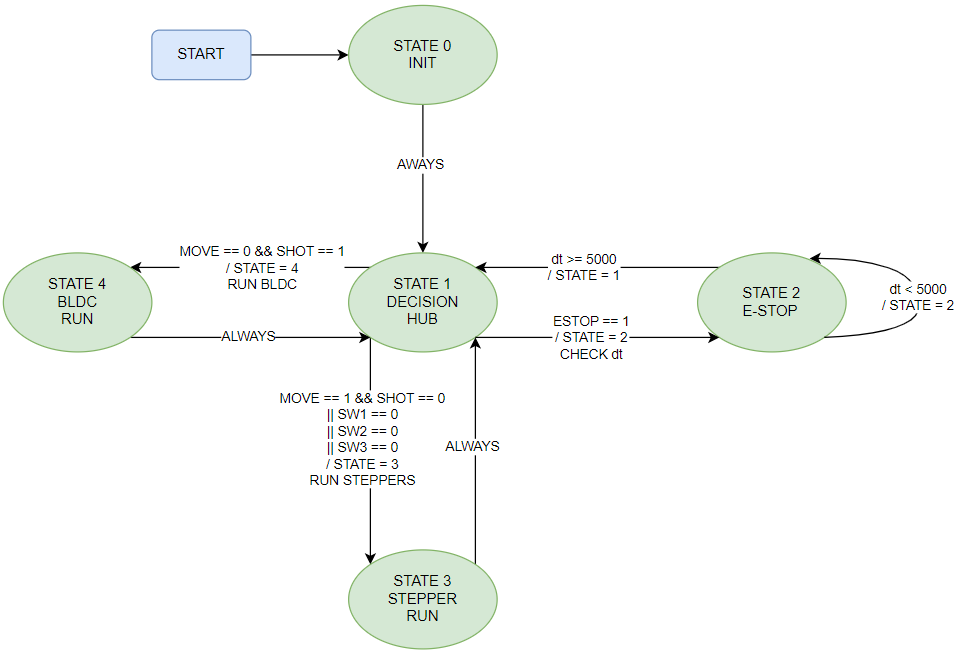 START
STATE 0
INIT
AWAYS
MOVE == 0 && SHOT == 1
/ STATE = 4
RUN BLDC
dt >= 5000
/ STATE = 1
STATE 4
BLDC
RUN
STATE 1
DECISION
HUB
STATE 2
E-STOP
dt < 5000
/ STATE = 2
ALWAYS
ESTOP == 1
/ STATE = 2
CHECK dt
MOVE == 1 && SHOT == 0
|| SW1 == 0
|| SW2 == 0
|| SW3 == 0
/ STATE = 3
RUN STEPPERS
ALWAYS
STATE 3
STEPPER
RUN